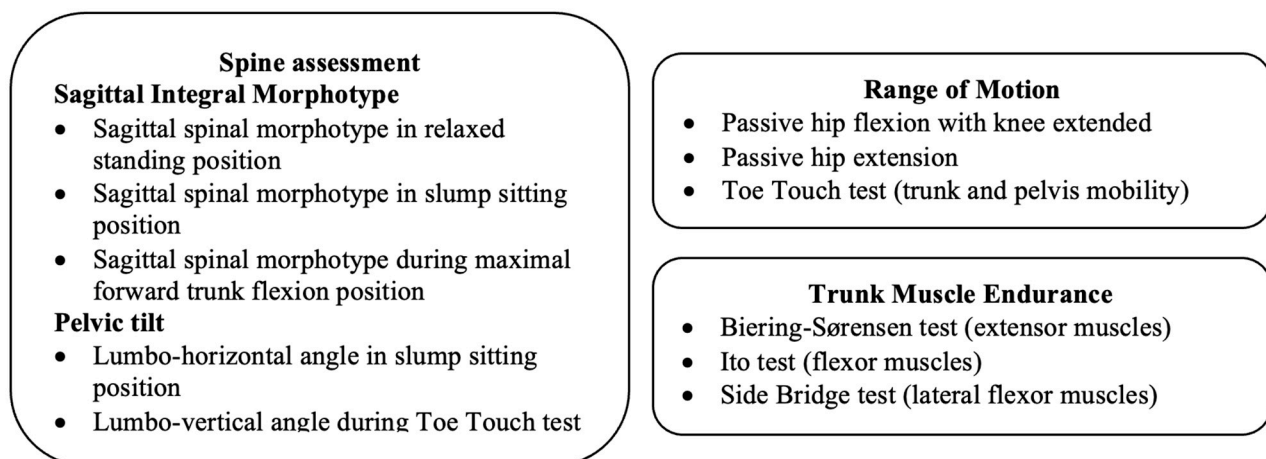 Spine assessment
Sagittal Integral Morphotype
• Sagittal spinal morphotype in relaxed
standing position
• Sagittal spinal morphotype in slump sitting
position
• Sagittal spinal morphotype during maximal
forward trunk flexion position
Pelvic tilt
• Lumbo-horizontal angle in slump sitting
position
• Lumbo-vertical angle during Toe Touch test
Range of Motion
• Passive hip flexion with knee extended
• Passive hip extension
• Toe Touch test (trunk and pelvis mobility)
Trunk Muscle Endurance
• Biering-Sørensen test (extensor muscles)
• Ito test (flexor muscles)
• Side Bridge test (lateral flexor muscles)